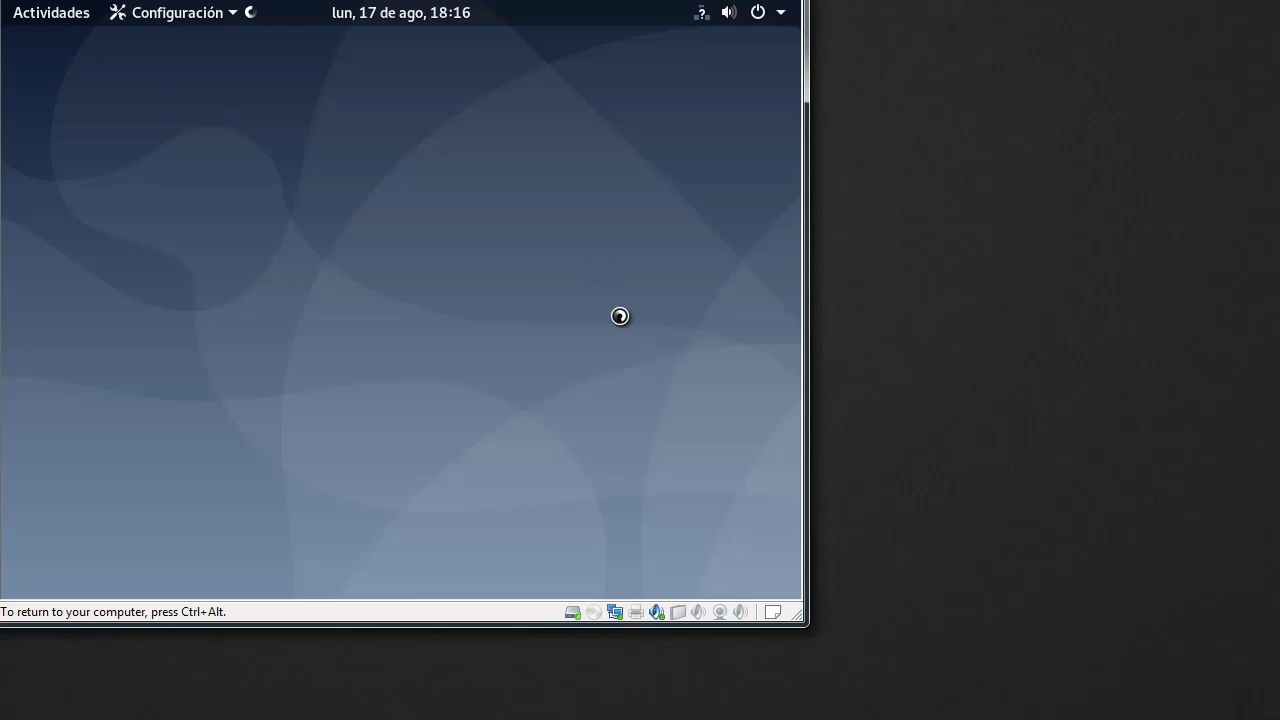 Actividades Configuración lun, 17 de ago, 18:16 ?
To return to your computer, press Ctrl+Alt.